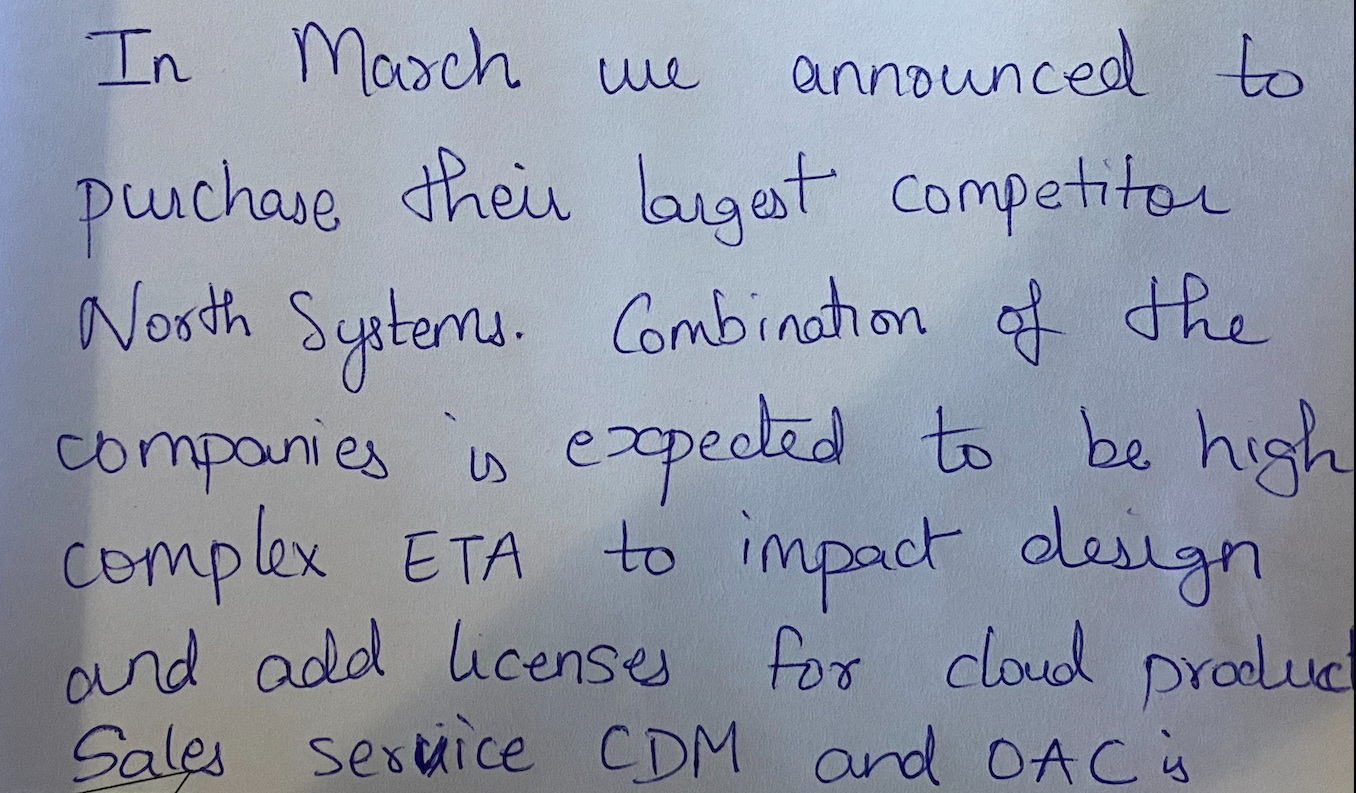 In March we announced to
purchase their largest competitor
North Systems. Combination of the
companies is expected to be high
complex ETA to impact design
and add licenses for cloud product
Sales service CDM and OAC is